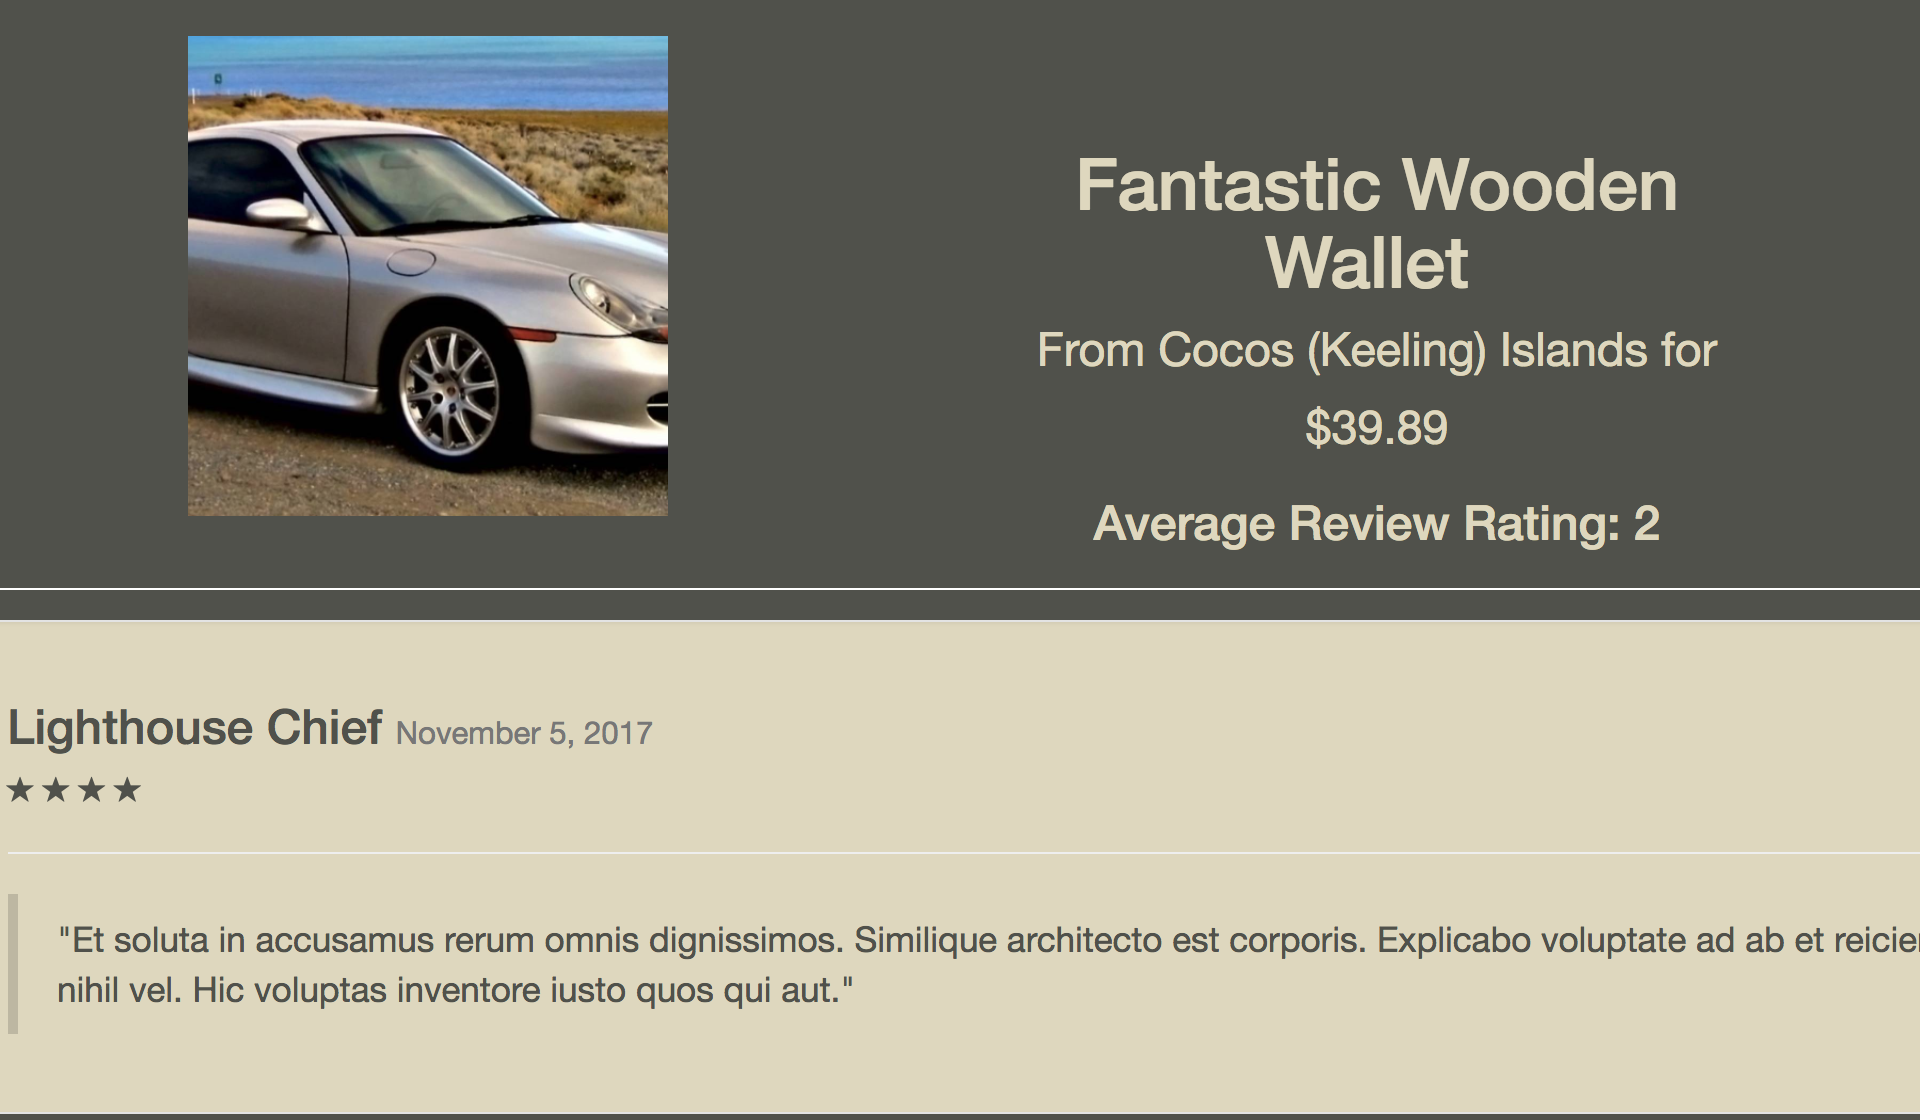 Fantastic Wooden
Wallet
From Cocos (Keeling) Islands for
$39.89
Average Review Rating: 2
Lighthouse Chief November 5, 2017
★★★★
"Et soluta in accusamus rerum omnis dignissimos. Similique architecto est corporis. Explicabo voluptate ad ab et
nihil vel. Hic voluptas inventore iusto quos qui aut."